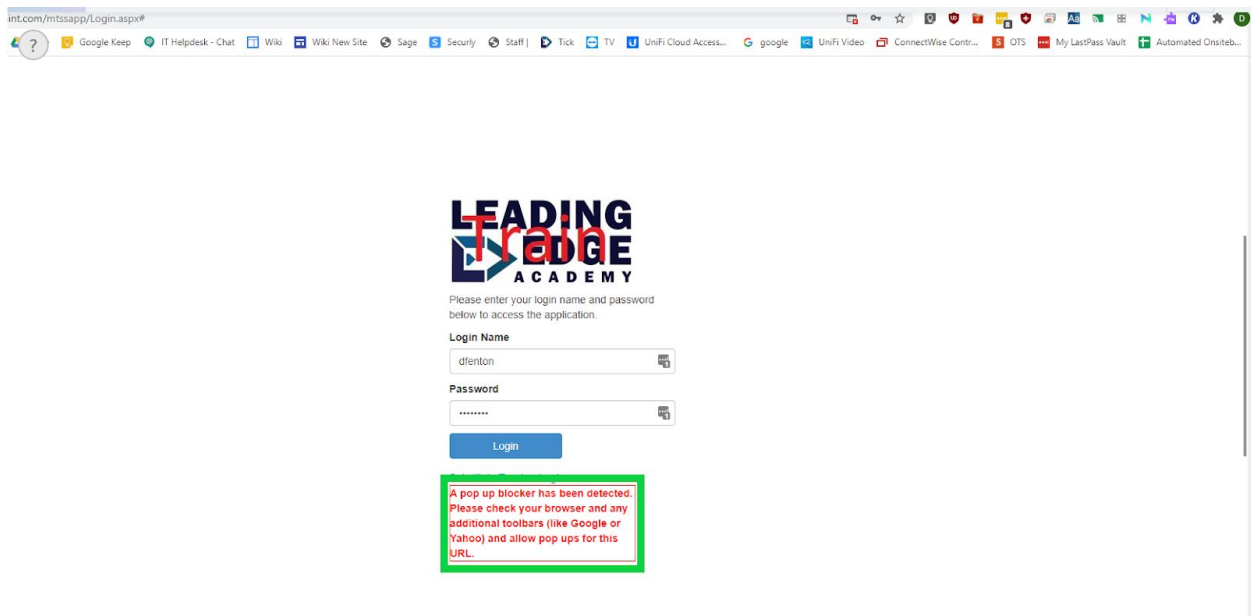 int.com/mtssapp/Login.aspx#
?
Google Keep IT Helpdesk - Chat Wiki Wiki New Site Sage Securly Staff | Tick TV UniFi Cloud Access... google UniFi Video ConnectWise Contr... OTS My LastPass Vault Automated Onsiteb...
LEADING
Train
EDGE
ACADEMY
Please enter your login name and password
below to access the application.
Login Name
dfenton
Password
Login
A pop up blocker has been detected.
Please check your browser and any
additional toolbars (like Google or
Yahoo) and allow pop ups for this
URL.